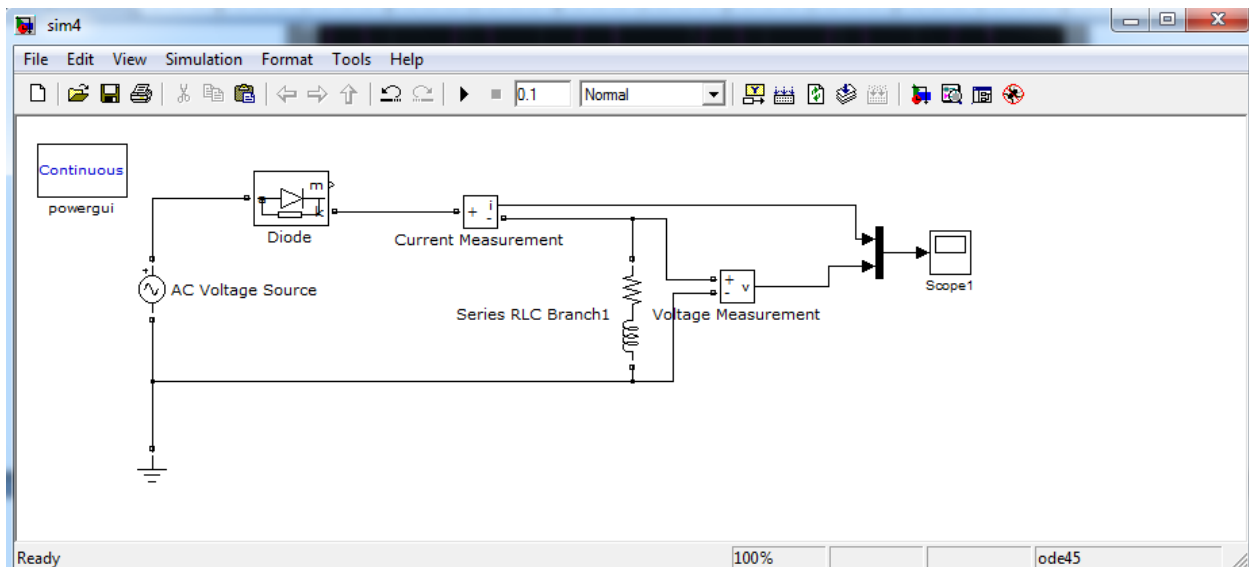 sim4
File Edit View Simulation Format Tools Help
0.1 Normal
Continuous
powergui
m
k
Diode
+ i
-
Current Measurement
+
AC Voltage Source
Series RLC Branch1
+
- v
Voltage Measurement
Scope1
Ready 100% ode45